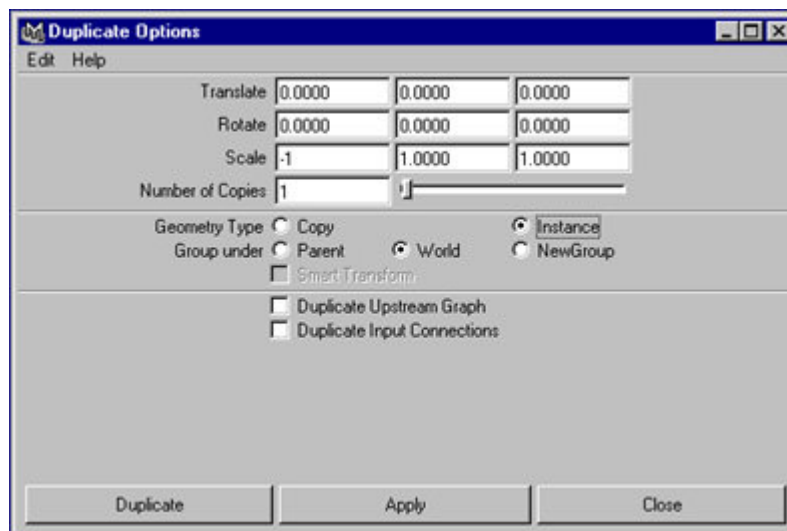 Duplicate Options
Edit Help
Translate 0.0000 0.0000 0.0000
Rotate 0.0000 0.0000 0.0000
Scale -1 1.0000 1.0000
Number of Copies 1
Geometry Type Copy Instance
Group under Parent World NewGroup
Smart Transform
Duplicate Upstream Graph
Duplicate Input Connections
Duplicate Apply Close